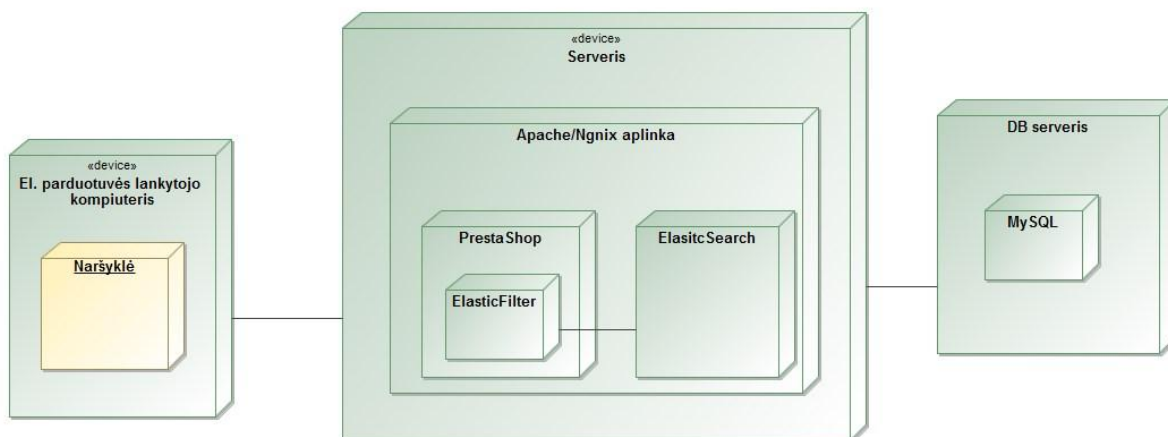 «device»
El. parduotuvės lankytojo
kompiuteris
Naršyklė
«device»
Serveris
Apache/Ngnix aplinka
PrestaShop
ElasticFilter
ElasitcSearch
DB serveris
MySQL